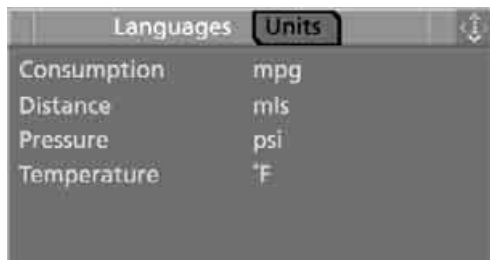 Languages Units
Consumption mpg
Distance mls
Pressure psi
Temperature °F